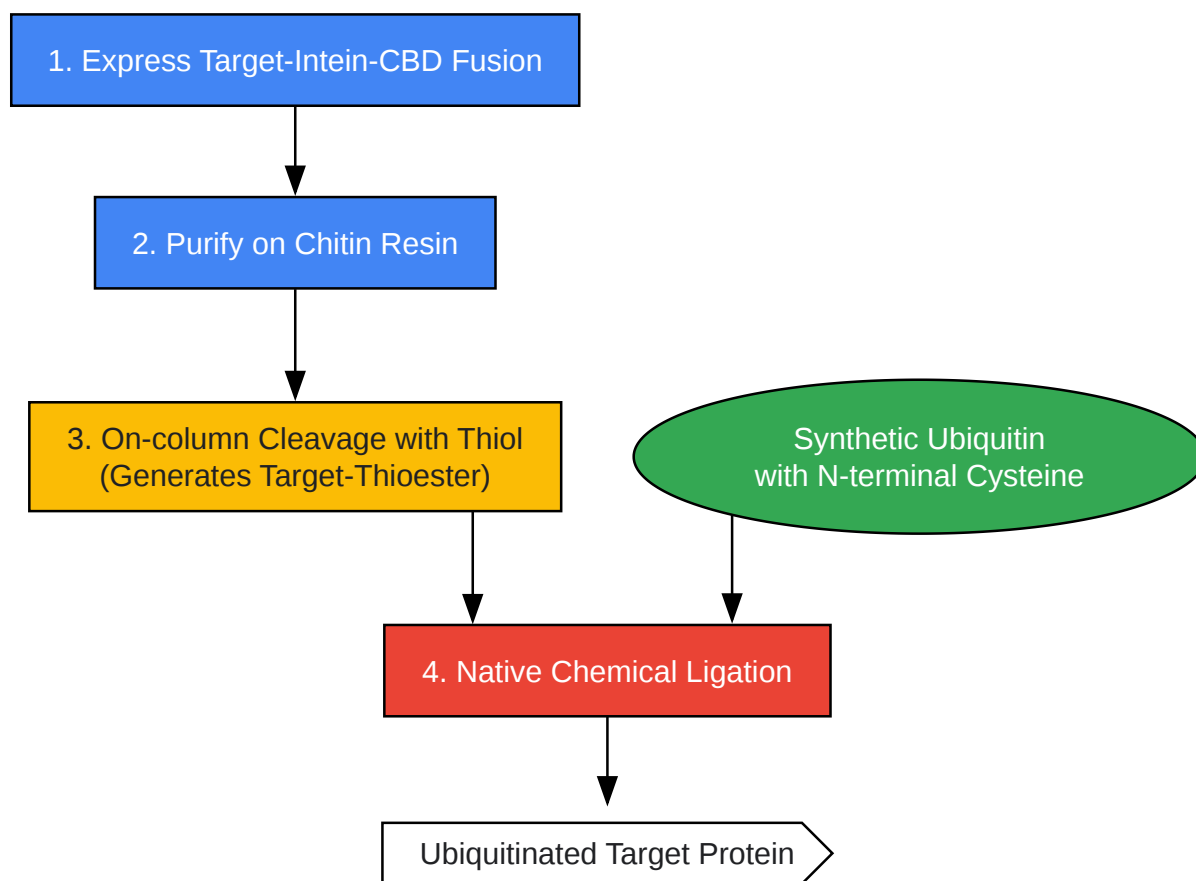 1. Express Target-Intein-CBD Fusion
2. Purify on Chitin Resin
3. On-column Cleavage with Thiol
(Generates Target-Thioester)
Synthetic Ubiquitin
with N-terminal Cysteine
4. Native Chemical Ligation
Ubiquitinated Target Protein